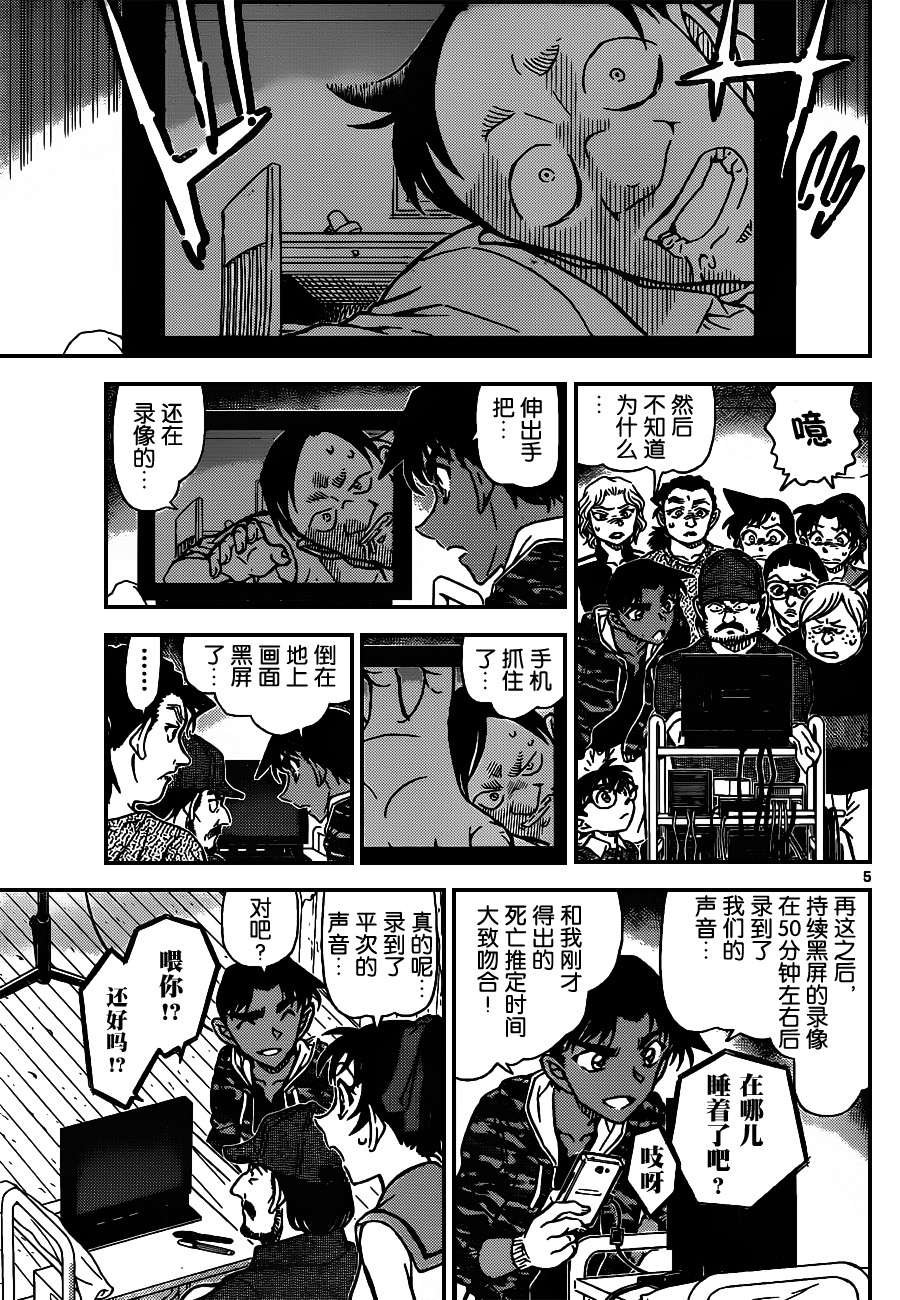 噫
然后
不知道
为什么
…
伸出手
把…
还在
录像的…
手机
抓住
了…
倒在
地上
画面
黑屏
了…
……
5
再这之后，
持续黑屏的录像
在50分钟左右后
录到了
我们的
声音…
在哪儿
睡着了吧？
吱呀
和我刚才
得出的
死亡推定时间
大致吻合！
真的呢…
录到了
平次的
声音…
对吧？
喂你!?
还好吗!?